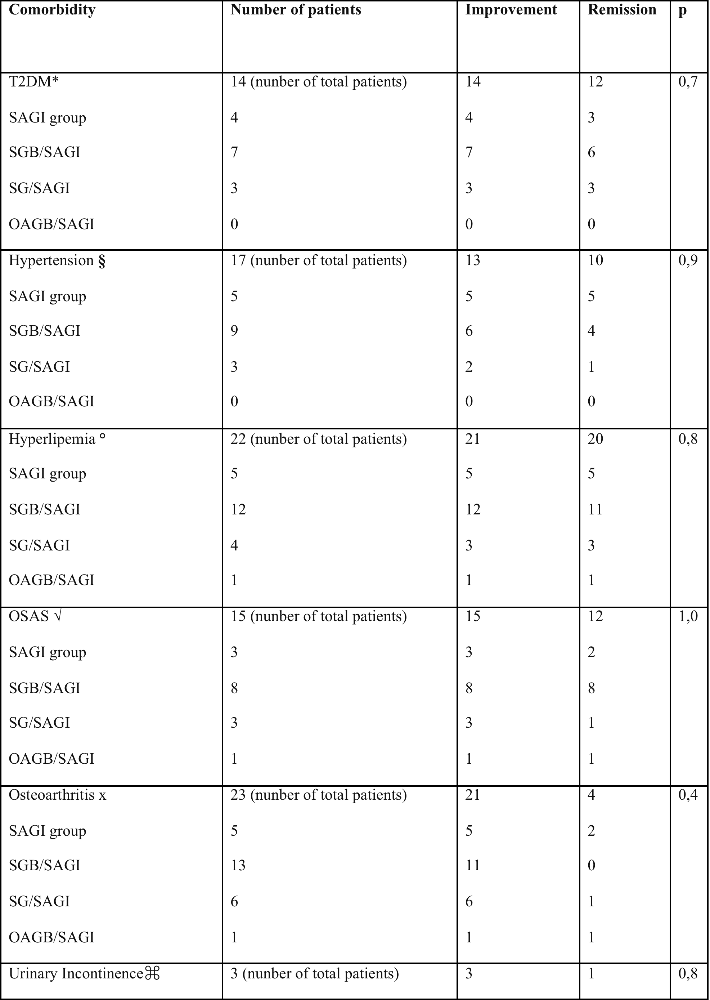 Comorbidity Number of patients Improvement Remission p
T2DM* 14 (nunber of total patients) 14 12 0,7
SAGI group 4 4 3
SGB/SAGI 7 7 6
SG/SAGI 3 3 3
OAGB/SAGI 0 0 0
Hypertension § 17 (nunber of total patients) 13 10 0,9
SAGI group 5 5 5
SGB/SAGI 9 6 4
SG/SAGI 3 2 1
OAGB/SAGI 0 0 0
Hyperlipemia ° 22 (nunber of total patients) 21 20 0,8
SAGI group 5 5 5
SGB/SAGI 12 12 11
SG/SAGI 4 3 3
OAGB/SAGI 1 1 1
OSAS √ 15 (nunber of total patients) 15 12 1,0
SAGI group 3 3 2
SGB/SAGI 8 8 8
SG/SAGI 3 3 1
OAGB/SAGI 1 1 1
Osteoarthritis x 23 (nunber of total patients) 21 4 0,4
SAGI group 5 5 2
SGB/SAGI 13 11 0
SG/SAGI 6 6 1
OAGB/SAGI 1 1 1
Urinary Incontinence⌘ 3 (nunber of total patients) 3 1 0,8